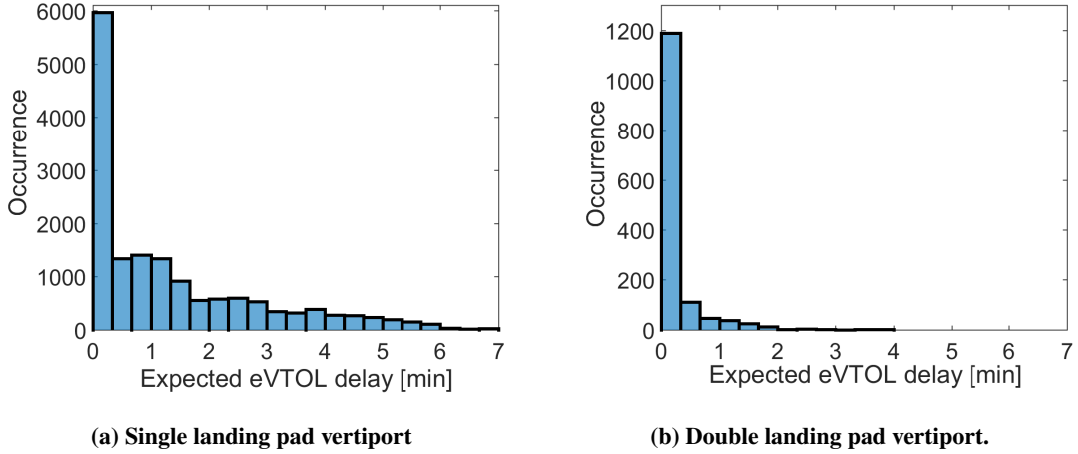 6000
5000
4000
3000
2000
1000
0
Occurrence
0 1 2 3 4 5 6 7
Expected eVTOL delay [min]
(a) Single landing pad vertiport
1200
1000
800
600
400
200
0
Occurrence
0 1 2 3 4 5 6 7
Expected eVTOL delay [min]
(b) Double landing pad vertiport.